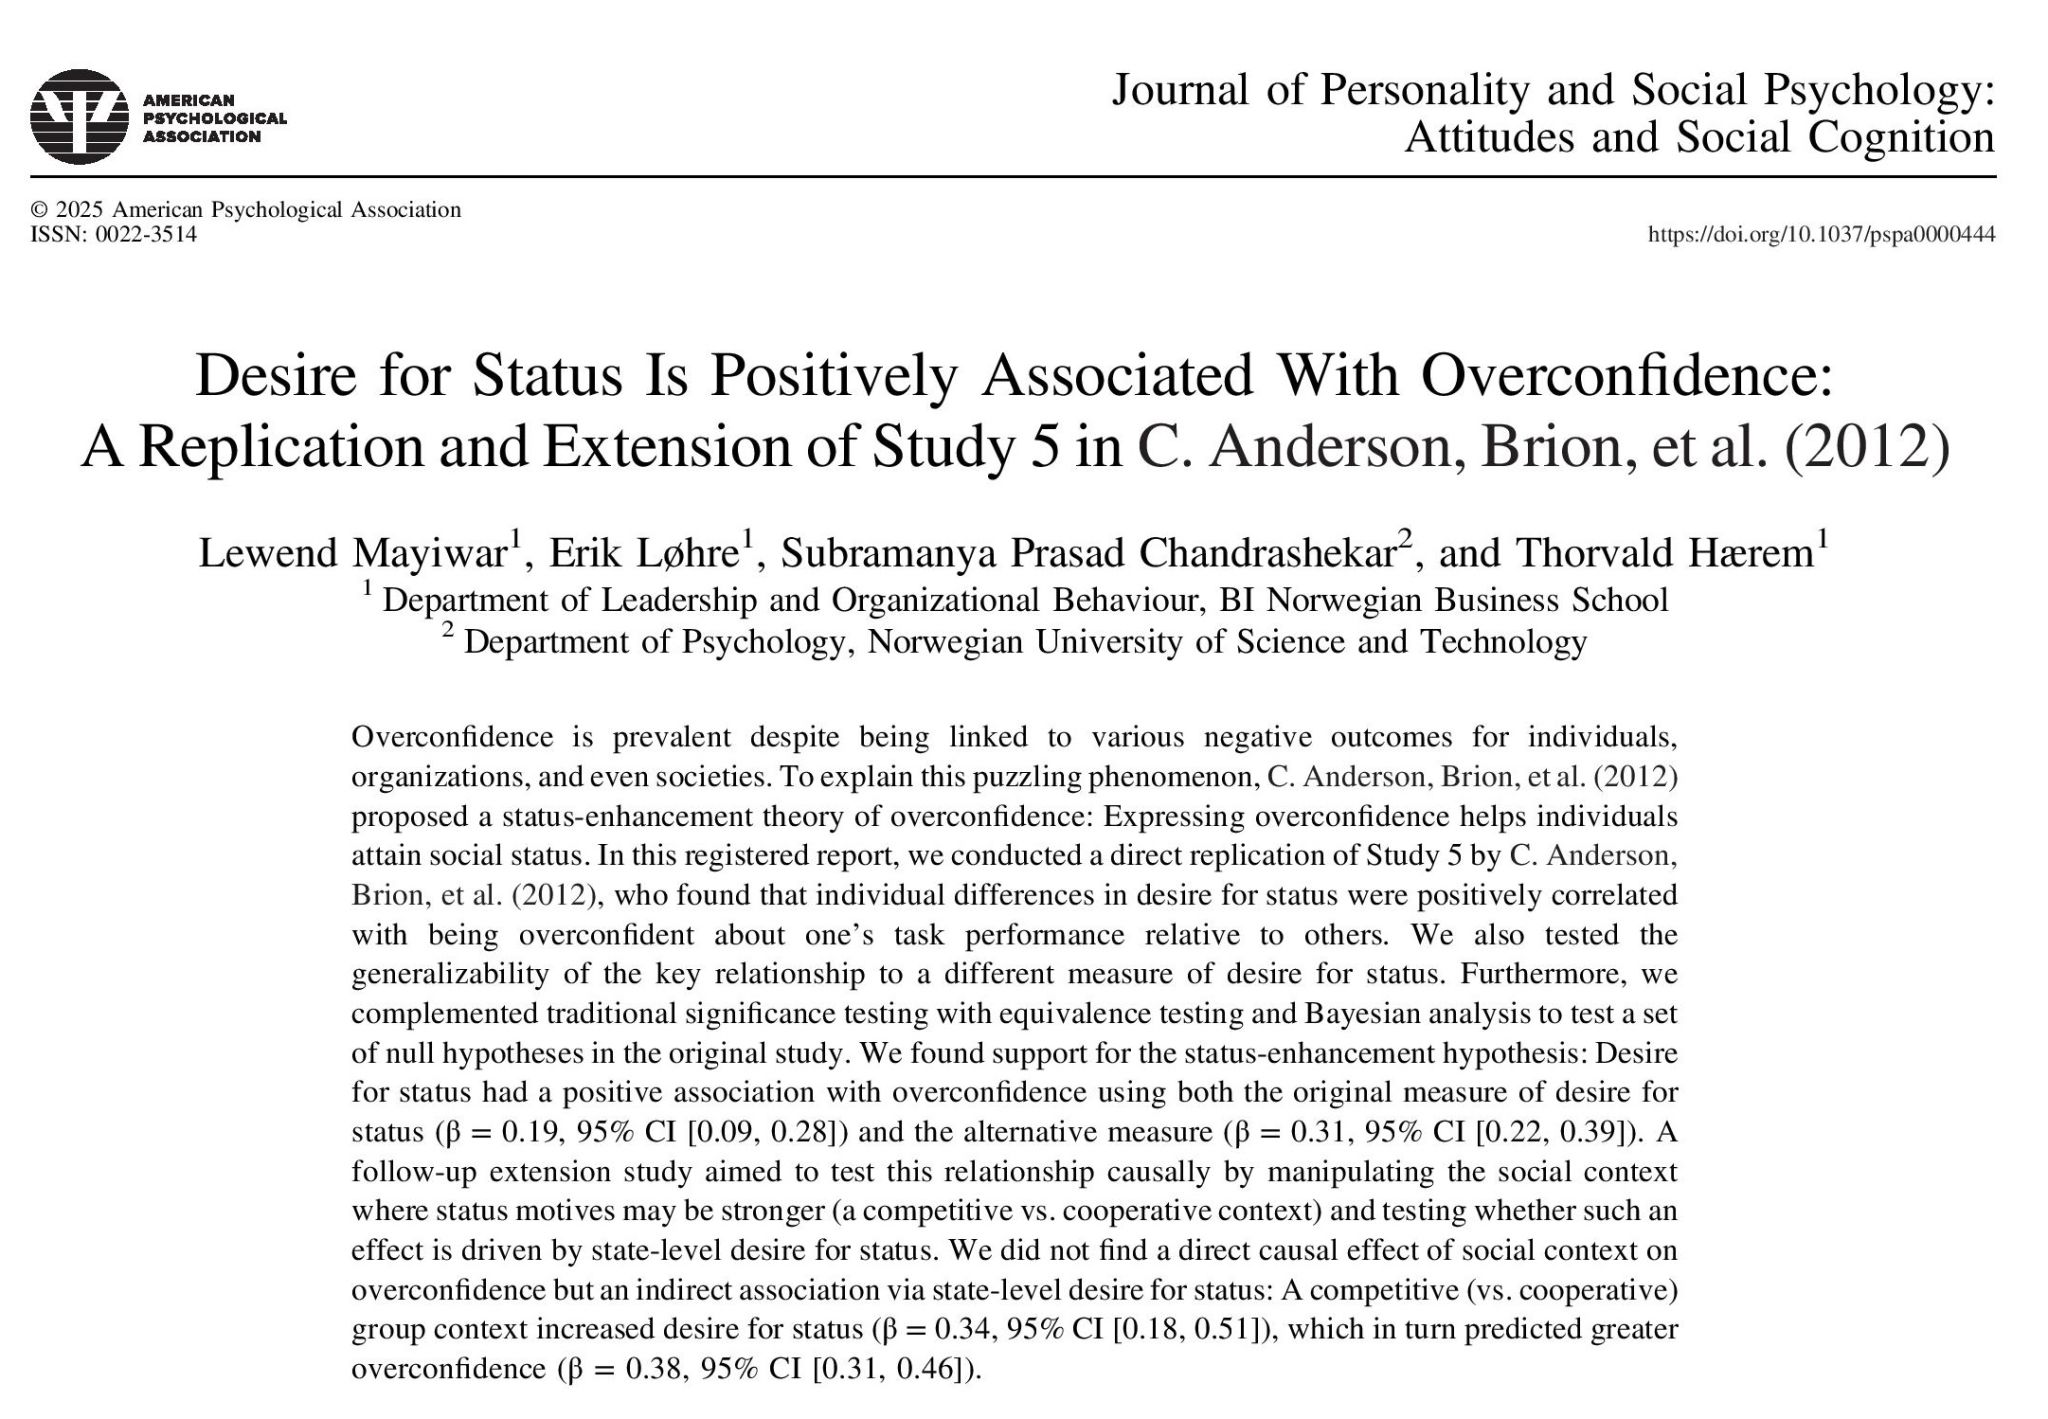 AMERICAN
PSYCHOLOGICAL
ASSOCIATION
Journal of Personality and Social Psychology:
Attitudes and Social Cognition
© 2025 American Psychological Association
ISSN: 0022-3514
https://doi.org/10.1037/pspa0000444
Desire for Status Is Positively Associated With Overconfidence:
A Replication and Extension of Study 5 in C. Anderson, Brion, et al. (2012)
Lewend Mayiwar¹, Erik Løhre¹, Subramanya Prasad Chandrashekar², and Thorvald Hærem¹
¹ Department of Leadership and Organizational Behaviour, BI Norwegian Business School
² Department of Psychology, Norwegian University of Science and Technology
Overconfidence is prevalent despite being linked to various negative outcomes for individuals,
organizations, and even societies. To explain this puzzling phenomenon, C. Anderson, Brion, et al. (2012)
proposed a status-enhancement theory of overconfidence: Expressing overconfidence helps individuals
attain social status. In this registered report, we conducted a direct replication of Study 5 by C. Anderson,
Brion, et al. (2012), who found that individual differences in desire for status were positively correlated
with being overconfident about one’s task performance relative to others. We also tested the
generalizability of the key relationship to a different measure of desire for status. Furthermore, we
complemented traditional significance testing with equivalence testing and Bayesian analysis to test a set
of null hypotheses in the original study. We found support for the status-enhancement hypothesis: Desire
for status had a positive association with overconfidence using both the original measure of desire for
status (β = 0.19, 95% CI [0.09, 0.28]) and the alternative measure (β = 0.31, 95% CI [0.22, 0.39]). A
follow-up extension study aimed to test this relationship causally by manipulating the social context
where status motives may be stronger (a competitive vs. cooperative context) and testing whether such an
effect is driven by state-level desire for status. We did not find a direct causal effect of social context on
overconfidence but an indirect association via state-level desire for status: A competitive (vs. cooperative)
group context increased desire for status (β = 0.34, 95% CI [0.18, 0.51]), which in turn predicted greater
overconfidence (β = 0.38, 95% CI [0.31, 0.46]).